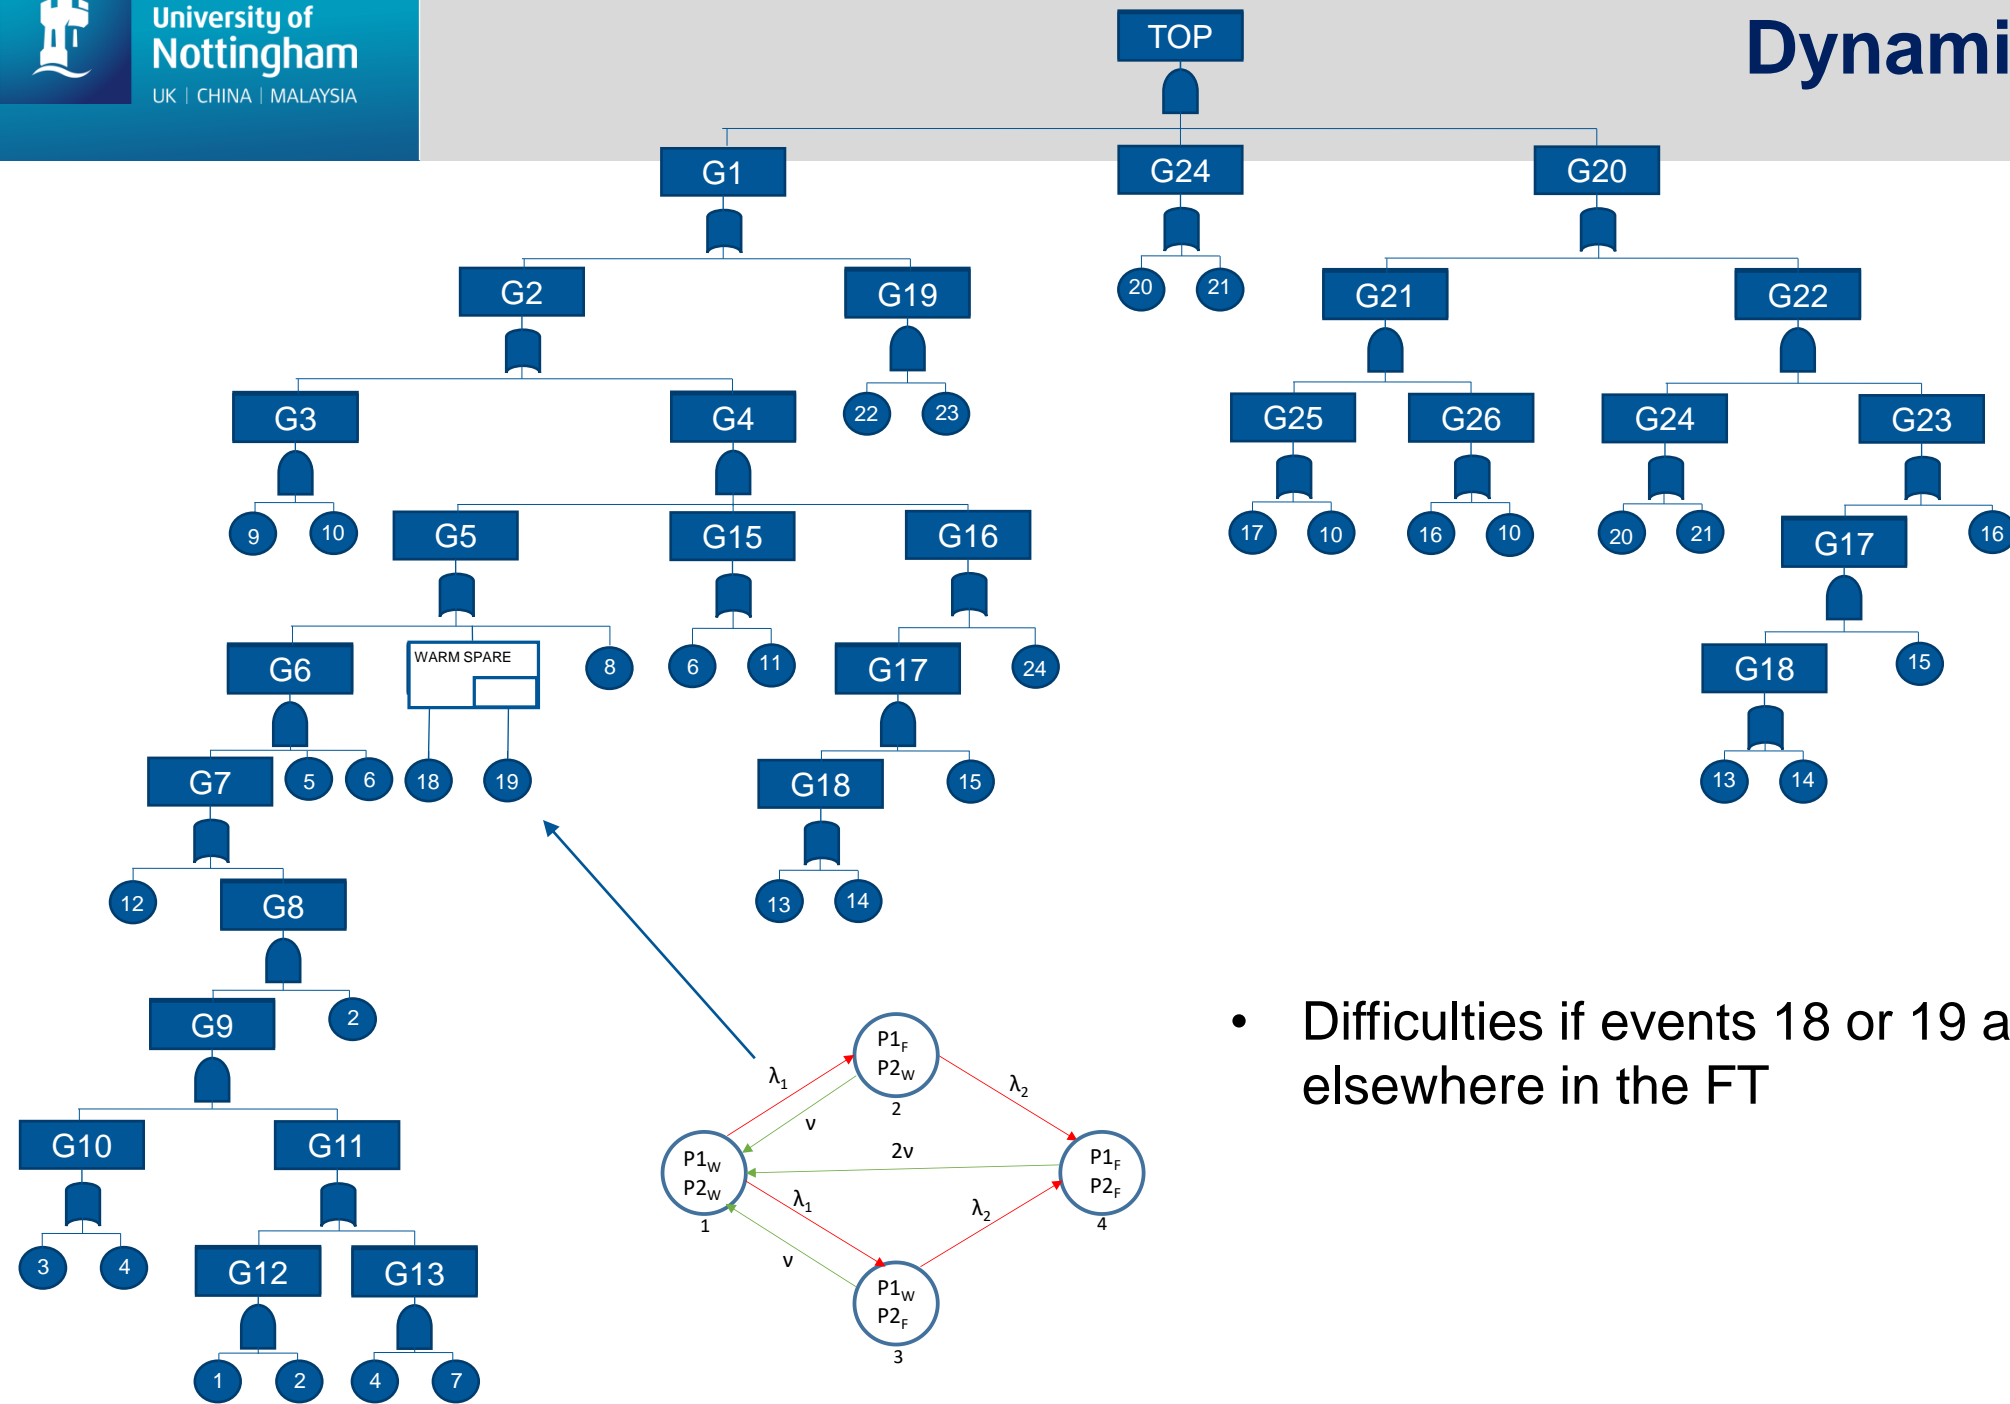 University of
Nottingham
UK | CHINA | MALAYSIA
TOP
G1
G24
G20
G2
G19
20
21
G21
G22
G3
G4
22
23
G25
G26
G24
G23
9
10
G5
G15
G16
17
10
16
10
20
21
G17
16
G6
WARM SPARE
8
6
11
G17
24
G18
15
G7
5
6
18
19
G18
15
13
14
12
G8
13
14
G9
2
G10
G11
3
4
G12
G13
1
2
4
7
λ1
P1F
P2W
2
λ2
ν
2ν
P1W
P2W
1
P1F
P2F
4
λ1
λ2
ν
P1W
P2F
3
• Difficulties if events 18 or 19
elsewhere in the FT